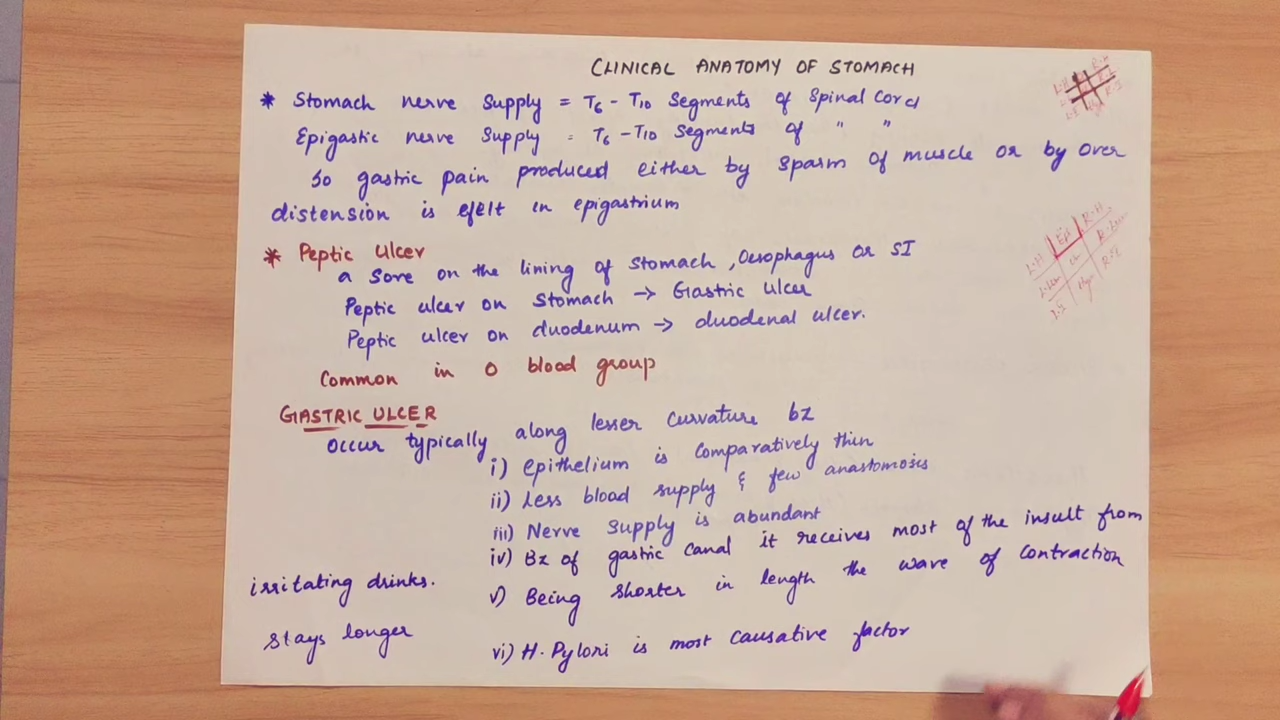 CLINICAL ANATOMY OF STOMACH
* Stomach nerve supply = T6 - T10 Segments of Spinal Cord
Epigastic nerve supply = T6 - T10 Segments of " "
So gastric pain produced either by Spasm of muscle or by over
distension is felt in epigastrium
* Peptic Ulcer
a Sore on the lining of Stomach, Oesophagus or SI
Peptic ulcer on Stomach → Gastric Ulcer
Peptic ulcer on duodenum → duodenal ulcer.
Common in O blood group
GASTRIC ULCER
Occur typically along lesser curvature bz
i) epithelium is comparatively thin
ii) Less blood supply & few anastomosis
iii) Nerve supply is abundant
iv) Bz of gastric canal it receives most of the insult from
irritating drinks.
v) Being shorter in length the wave of contraction
stays longer
vi) H. Pylori is most causative factor
R.H
L.H